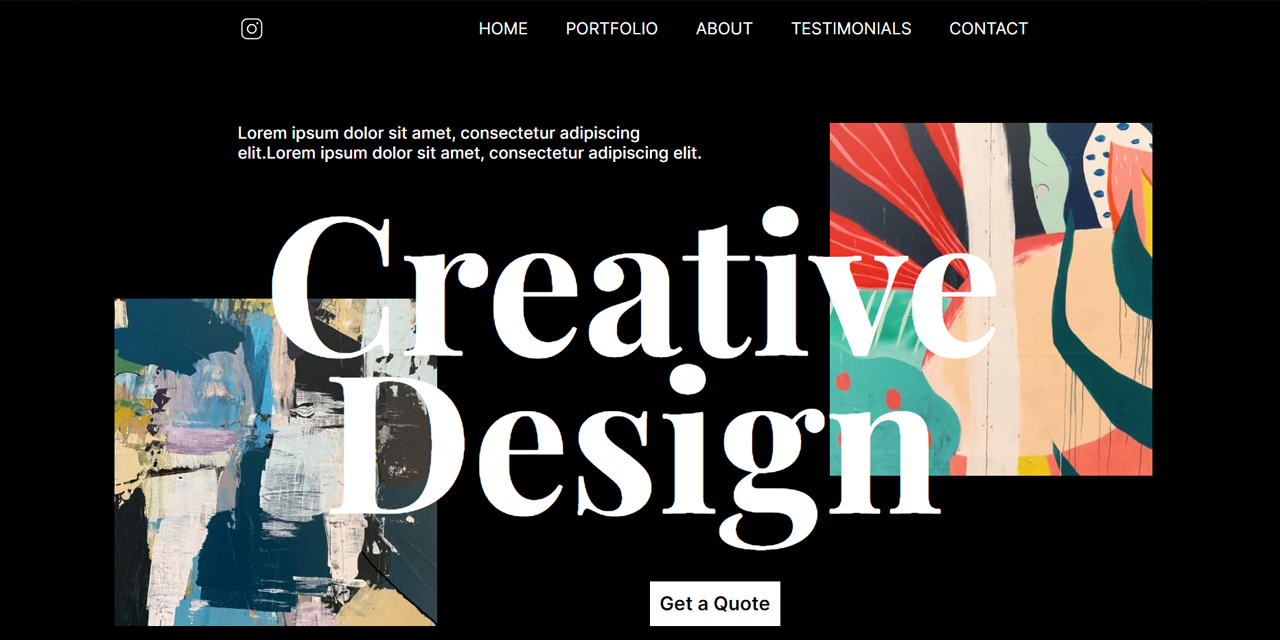 HOME PORTFOLIO ABOUT TESTIMONIALS CONTACT
Lorem ipsum dolor sit amet, consectetur adipiscing
elit.Lorem ipsum dolor sit amet, consectetur adipiscing elit.
Creative
Design
Get a Quote